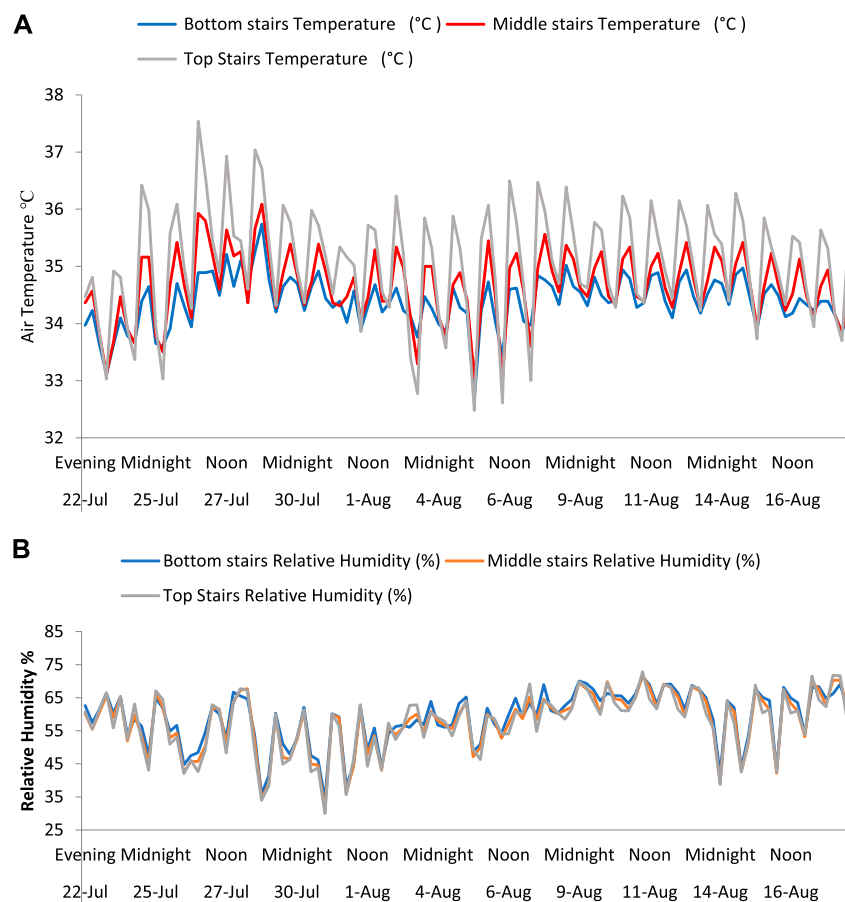 A
Bottom stairs Temperature (°C ) Middle stairs Temperature (°C )
Top Stairs Temperature (°C )
38
37
36
35
34
33
32
Air Temperature °C
Evening Midnight Noon Midnight Noon Midnight Noon Midnight Noon Midnight Noon
22-Jul 25-Jul 27-Jul 30-Jul 1-Aug 4-Aug 6-Aug 9-Aug 11-Aug 14-Aug 16-Aug
B
Bottom stairs Relative Humidity (%) Middle stairs Relative Humidity (%)
Top Stairs Relative Humidity (%)
85
75
65
55
45
35
25
Relative Humidity %
Evening Midnight Noon Midnight Noon Midnight Noon Midnight Noon Midnight Noon
22-Jul 25-Jul 27-Jul 30-Jul 1-Aug 4-Aug 6-Aug 9-Aug 11-Aug 14-Aug 16-Aug